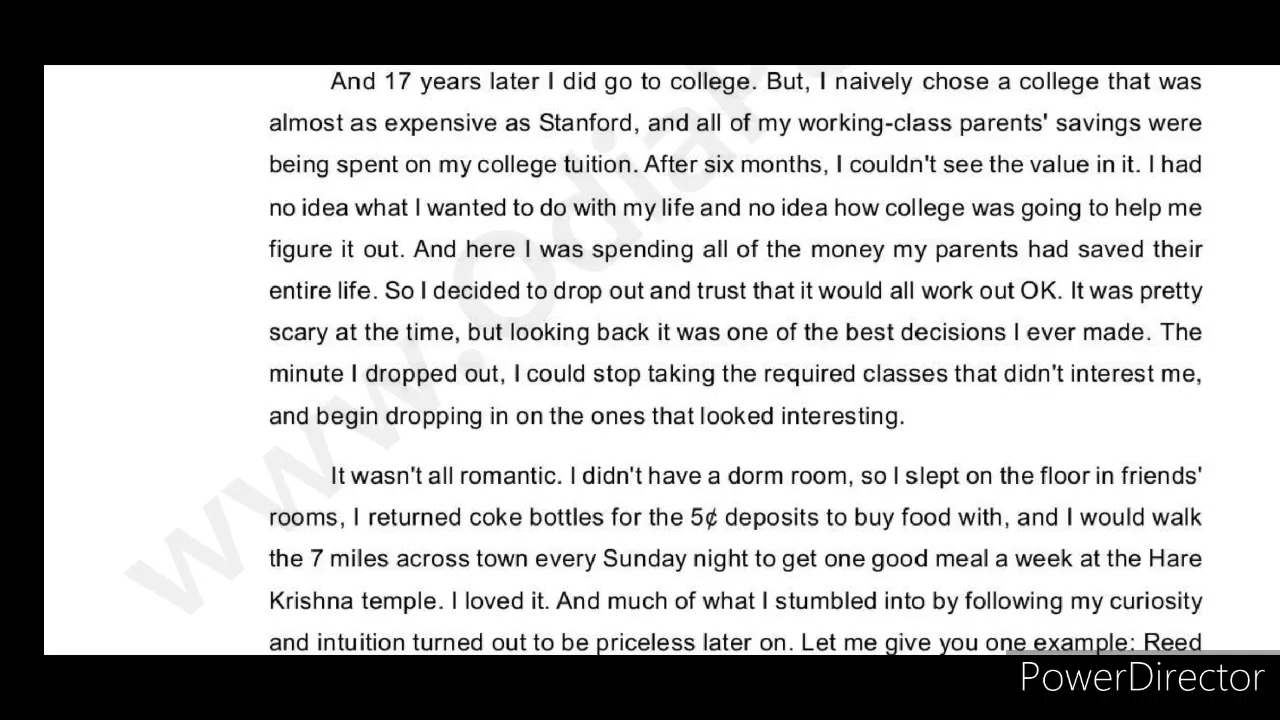 And 17 years later I did go to college. But, I naively chose a college that was
almost as expensive as Stanford, and all of my working-class parents' savings were
being spent on my college tuition. After six months, I couldn't see the value in it. I had
no idea what I wanted to do with my life and no idea how college was going to help me
figure it out. And here I was spending all of the money my parents had saved their
entire life. So I decided to drop out and trust that it would all work out OK. It was pretty
scary at the time, but looking back it was one of the best decisions I ever made. The
minute I dropped out, I could stop taking the required classes that didn't interest me,
and begin dropping in on the ones that looked interesting.
It wasn't all romantic. I didn't have a dorm room, so I slept on the floor in friends'
rooms, I returned coke bottles for the 5¢ deposits to buy food with, and I would walk
the 7 miles across town every Sunday night to get one good meal a week at the Hare
Krishna temple. I loved it. And much of what I stumbled into by following my curiosity
and intuition turned out to be priceless later on. Let me give you one example: Reed
PowerDirector